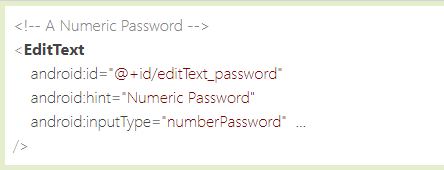 <!-- A Numeric Password -->
<EditText
android:id="@+id/editText_password"
android:hint="Numeric Password"
android:inputType="numberPassword" ...
/>